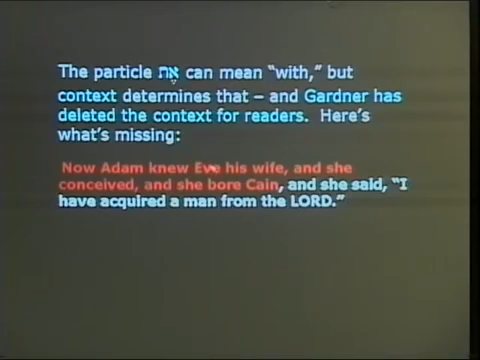 The particle אֶת can mean “with,” but
context determines that – and Gardner has
deleted the context for readers. Here’s
what’s missing:
Now Adam knew Eve his wife, and she
conceived, and she bore Cain, and she said, “I
have acquired a man from the LORD.”